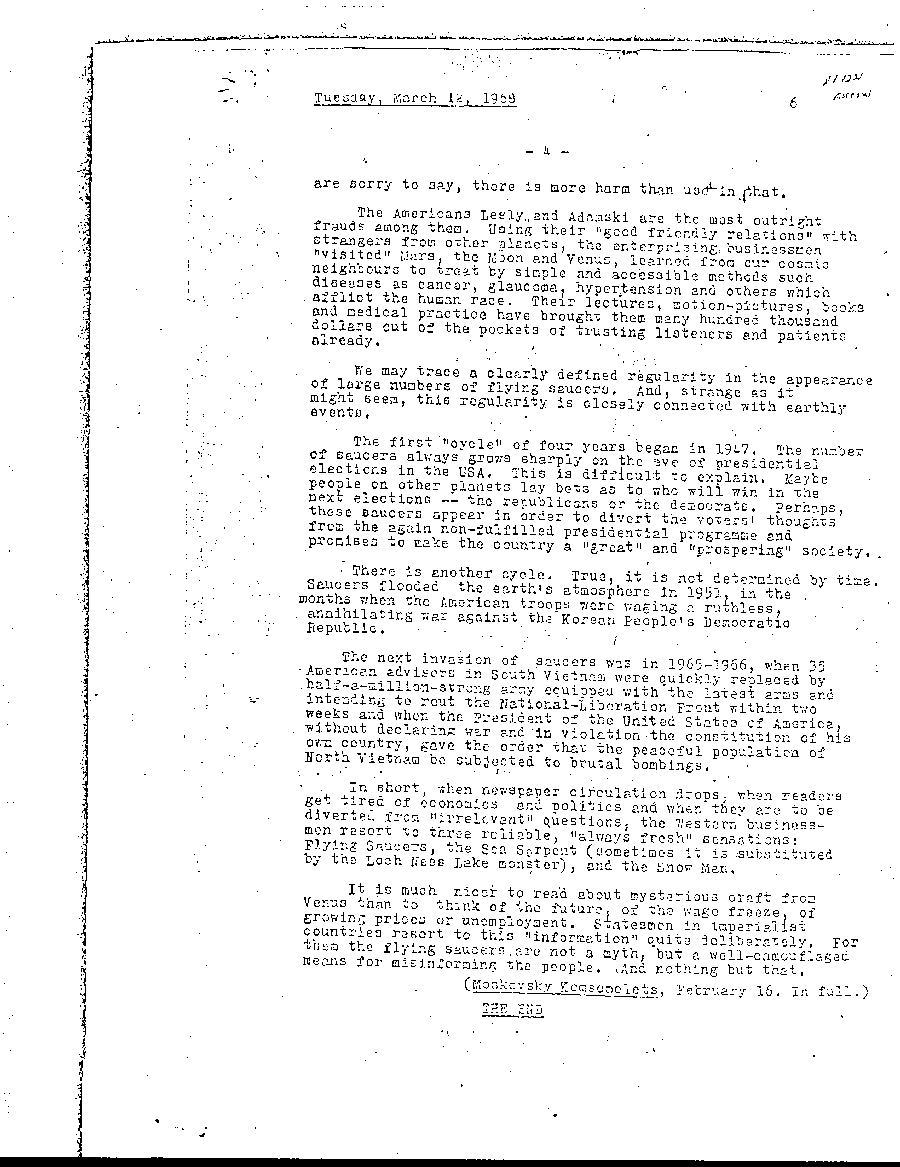 Tuesday, March 12, 1968
6
- 4 -
are sorry to say, there is more harm than use in that.
The Americans Leely and Adamski are the most outright
frauds among them. Using their "good friendly relations" with
strangers from other planets, the enterprising businessmen
"visited" Mars, the Moon and Venus, learned from our cosmic
neighbours to treat by simple and accessible methods such
diseases as cancer, glaucoma, hypertension and others which
afflict the human race. Their lectures, motion-pictures, books
and medical practice have brought them many hundred thousand
dollars out of the pockets of trusting listeners and patients
already.
We may trace a clearly defined regularity in the appearance
of large numbers of flying saucers. And, strange as it
might seem, this regularity is closely connected with earthly
events.
The first "cycle" of four years began in 1947. The number
of saucers always grows sharply on the eve of presidential
elections in the USA. This is difficult to explain. Maybe
people on other planets lay bets as to who will win in the
next elections -- the republicans or the democrats. Perhaps,
these saucers appear in order to divert the voters' thoughts
from the again non-fulfilled presidential programme and
promises to make the country a "great" and "prospering" society.
There is another cycle. True, it is not determined by time.
Saucers flooded the earth's atmosphere in 1951, in the
months when the American troops were waging a ruthless,
annihilating war against the Korean People's Democratic
Republic.
The next invasion of saucers was in 1965-1966, when 35
American advisers in South Vietnam were quickly replaced by
half-a-million-strong army equipped with the latest arms and
intending to rout the National-Liberation Front within two
weeks and when the President of the United States of America,
without declaring war and in violation the constitution of his
own country, gave the order that the peaceful population of
North Vietnam be subjected to brutal bombings.
In short, when newspaper circulation drops, when readers
get tired of economics and politics and when they are to be
diverted from "irrelevant" questions, the Western business-
men resort to three reliable, "always fresh" sensations:
Flying Saucers, the Sea Serpent (sometimes it is substituted
by the Loch Ness Lake monster), and the Snow Man.
It is much nicer to read about mysterious craft from
Venus than to think of the future, of the wage freeze, of
growing prices or unemployment. Statesmen in imperialist
countries resort to this "information" quite deliberately. For
them the flying saucers are not a myth, but a well-camouflaged
means for misinforming the people. And nothing but that.
(Moskovsky Komsomolets, February 16. In full.)
THE END